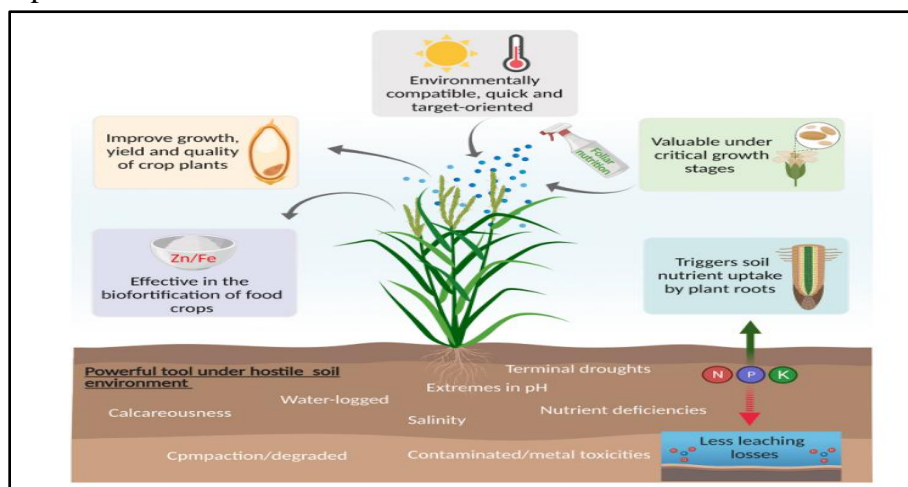 Environmentally
compatible, quick and
target-oriented
Improve growth,
yield and quality
of crop plants
Foliar
nutrition
Valuable under
critical growth
stages
Zn/Fe
Effective in the
biofortification of food
crops
Triggers soil
nutrient uptake
by plant roots
Powerful tool under hostile soil
environment
Terminal droughts
Extremes in pH
Water-logged
Calcareousness
Salinity
Nutrient deficiencies
Cpmpaction/degraded
Contaminated/metal toxicities
N P K
Less leaching
losses